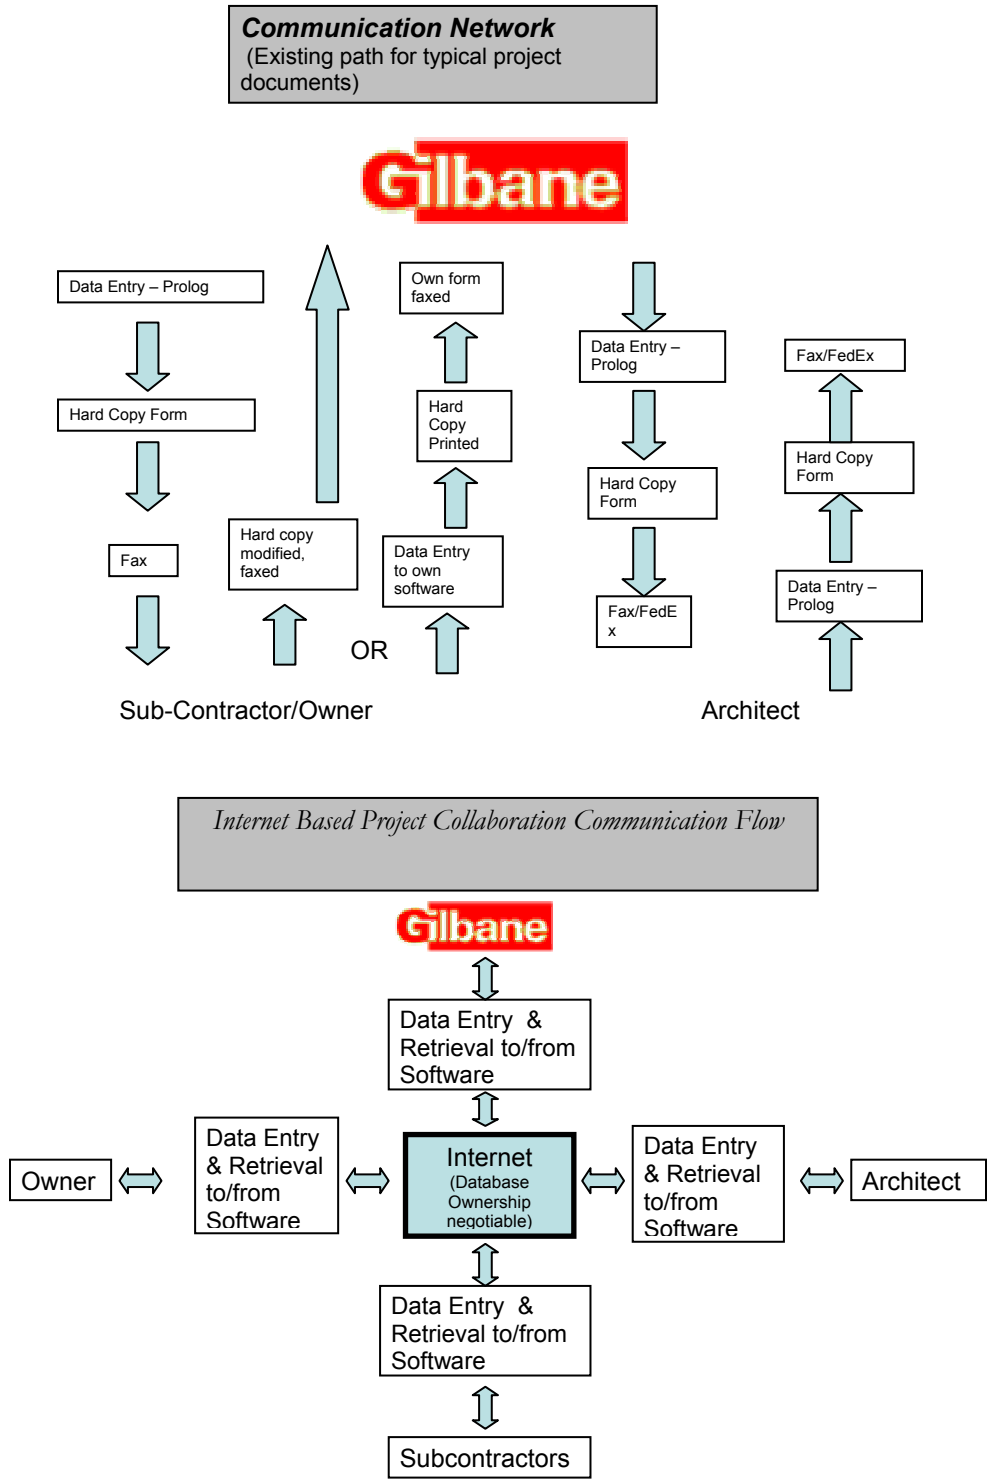 Communication Network
(Existing path for typical project
documents)
Gilbane
Data Entry – Prolog
Hard Copy Form
Fax
Hard copy
modified,
faxed
OR
Own form
faxed
Hard
Copy
Printed
Data Entry
to own
software
Sub-Contractor/Owner
Data Entry –
Prolog
Hard Copy
Form
Fax/FedE
x
Fax/FedEx
Hard Copy
Form
Data Entry –
Prolog
Architect
Internet Based Project Collaboration Communication Flow
Gilbane
Data Entry &
Retrieval to/from
Software
Owner
Data Entry
& Retrieval
to/from
Software
Internet
(Database
Ownership
negotiable)
Data Entry
& Retrieval
to/from
Software
Architect
Data Entry &
Retrieval to/from
Software
Subcontractors